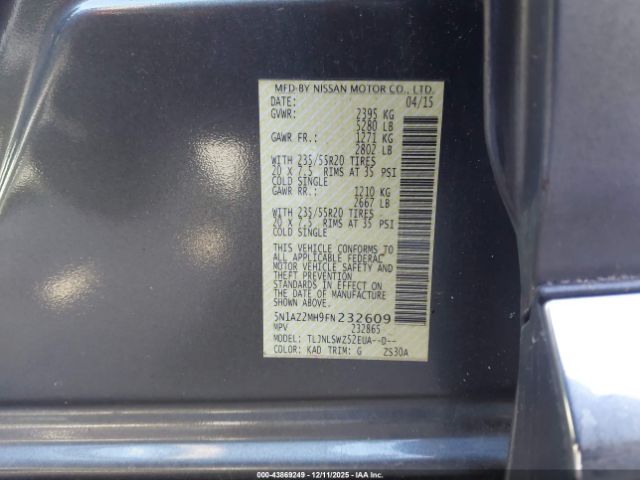 MFD BY NISSAN MOTOR CO., LTD.
DATE: 04/15
GVWR: 2395 KG
5280 LB
GAWR FR.: 1271 KG
2802 LB
WITH 235/55R20 TIRES
20 X 7.5 RIMS AT 35 PSI
COLD SINGLE
GAWR RR.: 1210 KG
2667 LB
WITH 235/55R20 TIRES
20 X 7.5 RIMS AT 35 PSI
COLD SINGLE
THIS VEHICLE CONFORMS TO
ALL APPLICABLE FEDERAL
MOTOR VEHICLE SAFETY AND
THEFT PREVENTION
STANDARDS IN EFFECT ON
THE DATE OF MANUFACTURE
SHOWN ABOVE.
5N1AZ2MH9FN232609
MPV 232865
MODEL: TLJNLSWZ52EUA--D--
COLOR: KAD TRIM: G ZS30A
120-43869249 - 12/11/2025 - IAA Inc.